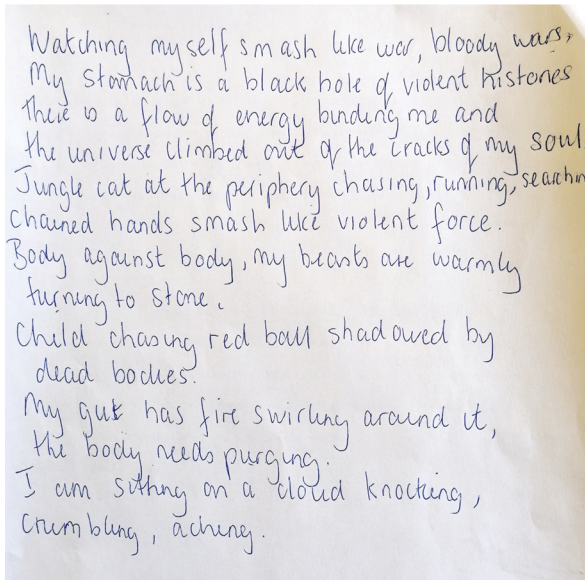 Watching myself smash like war, bloody wars,
My stomach is a black hole of violent histories
There is a flow of energy binding me and
the universe climbed out of the cracks of my soul
Jungle cat at the periphery chasing, running, searchin
Chained hands smash like violent force.
Body against body, my beasts are warmly
turning to stone.
Child chasing red ball shadowed by
dead bodies.
My gut has fire swirling around it,
the body needs purging.
I am sitting on a cloud knocking,
crumbling, aching.